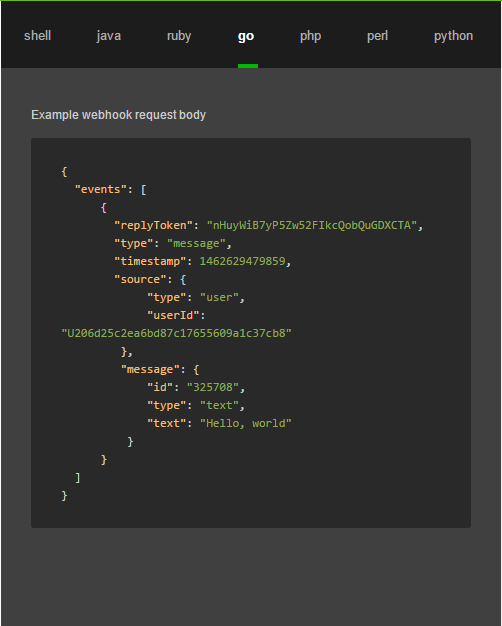 shell java ruby go php perl python
Example webhook request body
{
"events": [
{
"replyToken": "nHuyWiB7yP5Zw52FIkcQobQuGDXCTA",
"type": "message",
"timestamp": 1462629479859,
"source": {
"type": "user",
"userId":
"U206d25c2ea6bd87c17655609a1c37cb8"
},
"message": {
"id": "325708",
"type": "text",
"text": "Hello, world"
}
}
]
}